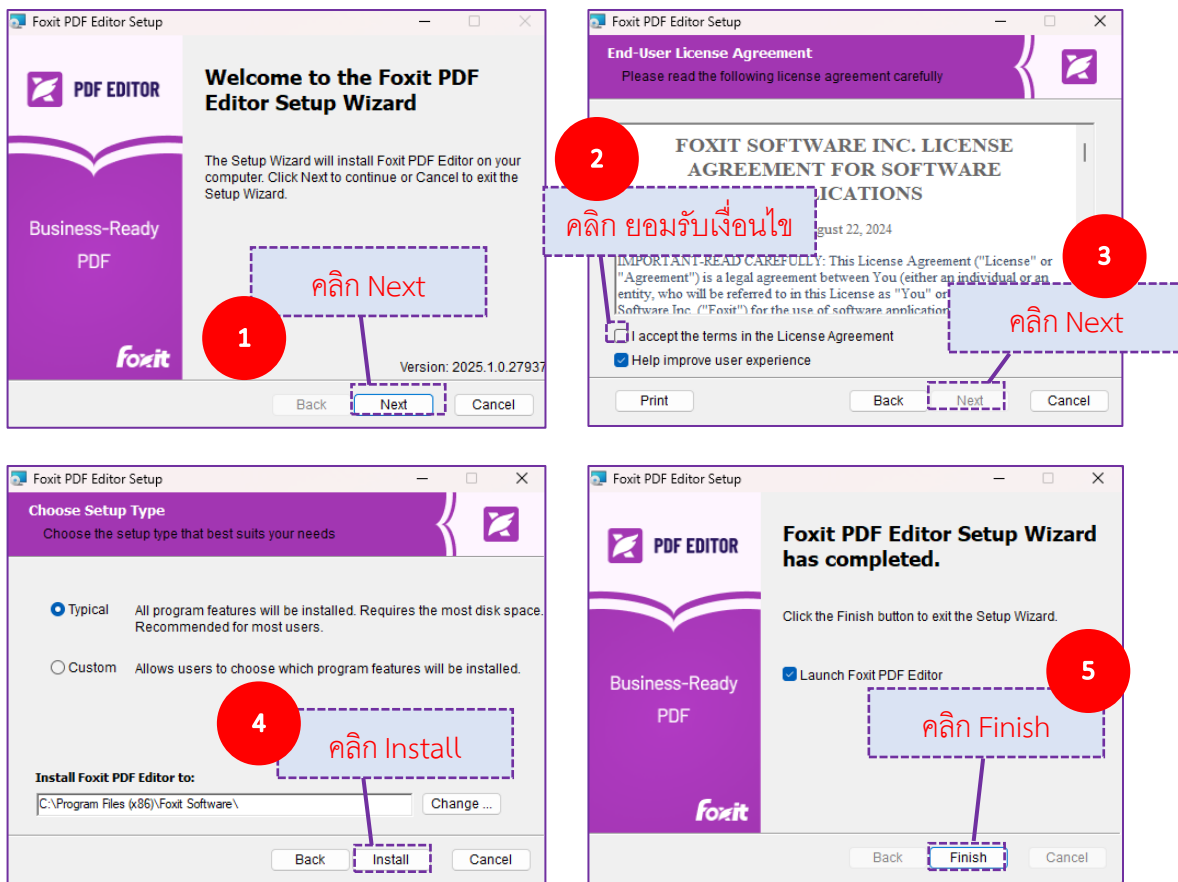 Foxit PDF Editor Setup
PDF EDITOR
Welcome to the Foxit PDF
Editor Setup Wizard
The Setup Wizard will install Foxit PDF Editor on your
computer. Click Next to continue or Cancel to exit the
Setup Wizard.
Business-Ready
PDF
คลิก Next
1
foxit
Version: 2025.1.0.27937
Back
Next
Cancel
Foxit PDF Editor Setup
End-User License Agreement
Please read the following license agreement carefully
FOXIT SOFTWARE INC. LICENSE
AGREEMENT FOR SOFTWARE
ICATIONS
2
คลิก ยอมรับเงื่อนไข
gust 22, 2024
3
IMPORTANT-READ CAREFULLY: This License Agreement ("License" or
"Agreement") is a legal agreement between You (either an individual or an
entity, who will be referred to in this License as "You" or
Software Inc. ("Foxit") for the use of software application
คลิก Next
I accept the terms in the License Agreement
Help improve user experience
Print
Back
Next
Cancel
Foxit PDF Editor Setup
Choose Setup Type
Choose the setup type that best suits your needs
Typical
All program features will be installed. Requires the most disk space.
Recommended for most users.
Custom
Allows users to choose which program features will be installed.
4
คลิก Install
Install Foxit PDF Editor to:
C:\Program Files (x86)\Foxit Software\
Change ...
Back
Install
Cancel
Foxit PDF Editor Setup
PDF EDITOR
Foxit PDF Editor Setup Wizard
has completed.
Click the Finish button to exit the Setup Wizard.
Launch Foxit PDF Editor
5
Business-Ready
PDF
คลิก Finish
foxit
Back
Finish
Cancel